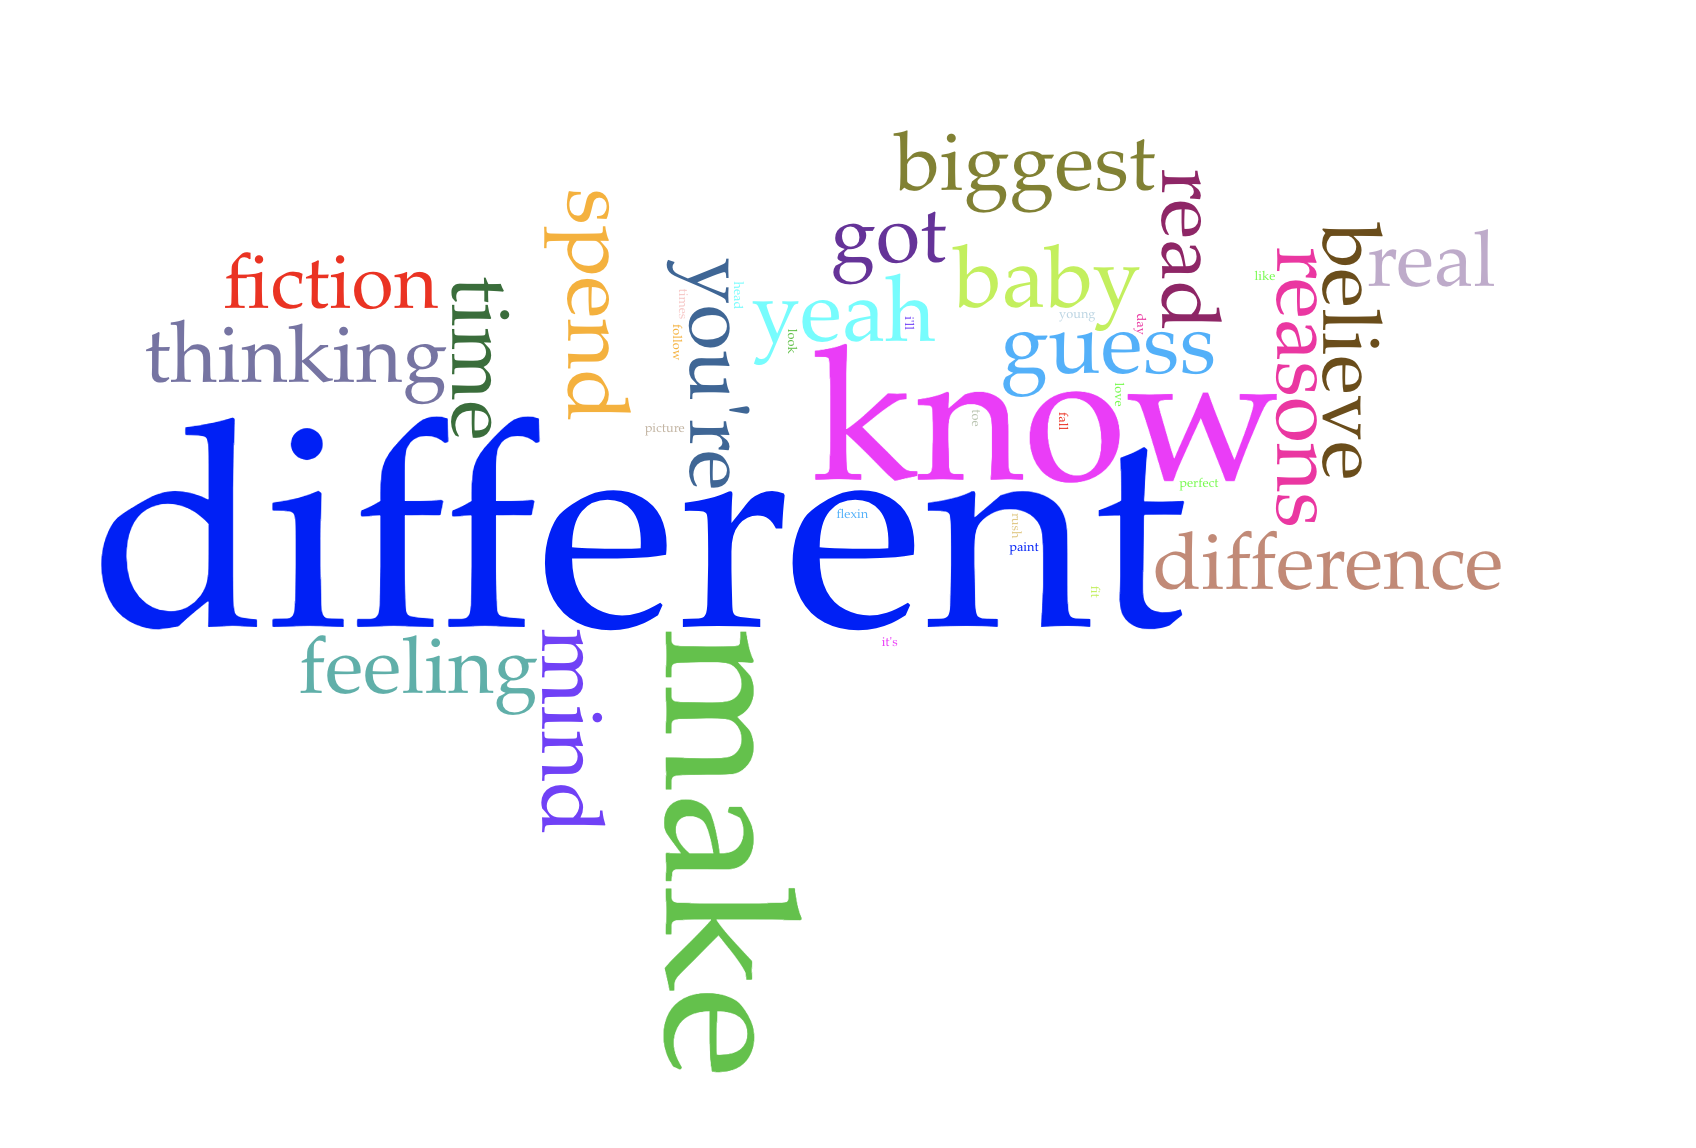 biggest
read
spend
got
believe
real
fiction
time
you're
baby
reasons
like
head
times
yeah
i'll
young
day
thinking
follow
look
guess
know
love
toe
fall
picture
different
perfect
flexin
rush
paint
difference
fit
feeling
mind
make
it's